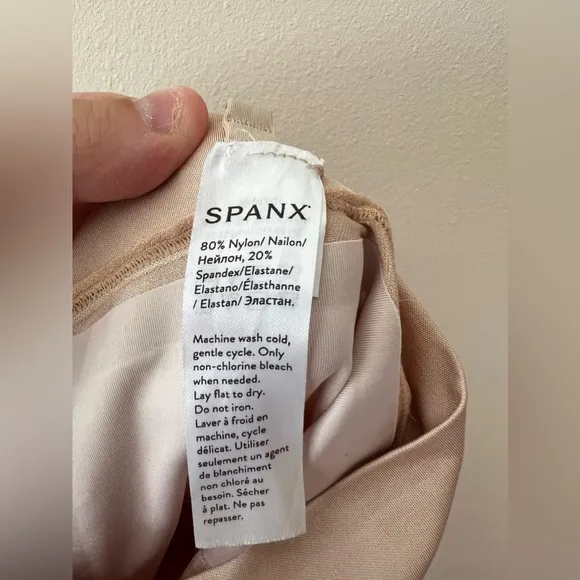 SPANX
80% Nylon/ Nailon/
Нейлон, 20%
Spandex/Elastane/
Elastano/Élasthanne
/ Elastan/ Эластан.
Machine wash cold,
gentle cycle. Only
non-chlorine bleach
when needed.
Lay flat to dry.
Do not iron.
Laver à froid en
machine, cycle
délicat. Utiliser
seulement un agent
de blanchiment
non chloré au
besoin. Sécher
à plat. Ne pas
repasser.